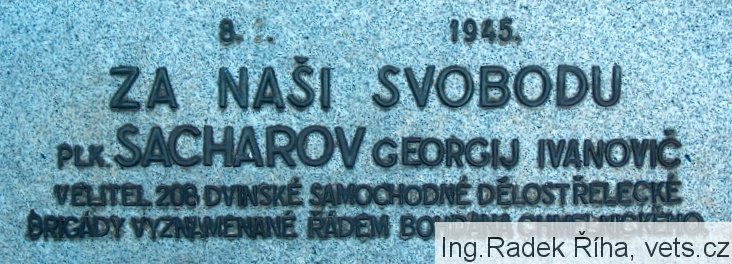 8. 1945.
ZA NAŠI SVOBODU
PLK. SACHAROV GEORGIJ IVANOVIČ
VELITEL 208 DVINSKÉ SAMOCHODNÉ DĚLOSTŘELECKÉ
BRIGÁDY VYZNAMENANÉ ŘÁDEM
Ing.Radek Říha, vets.cz